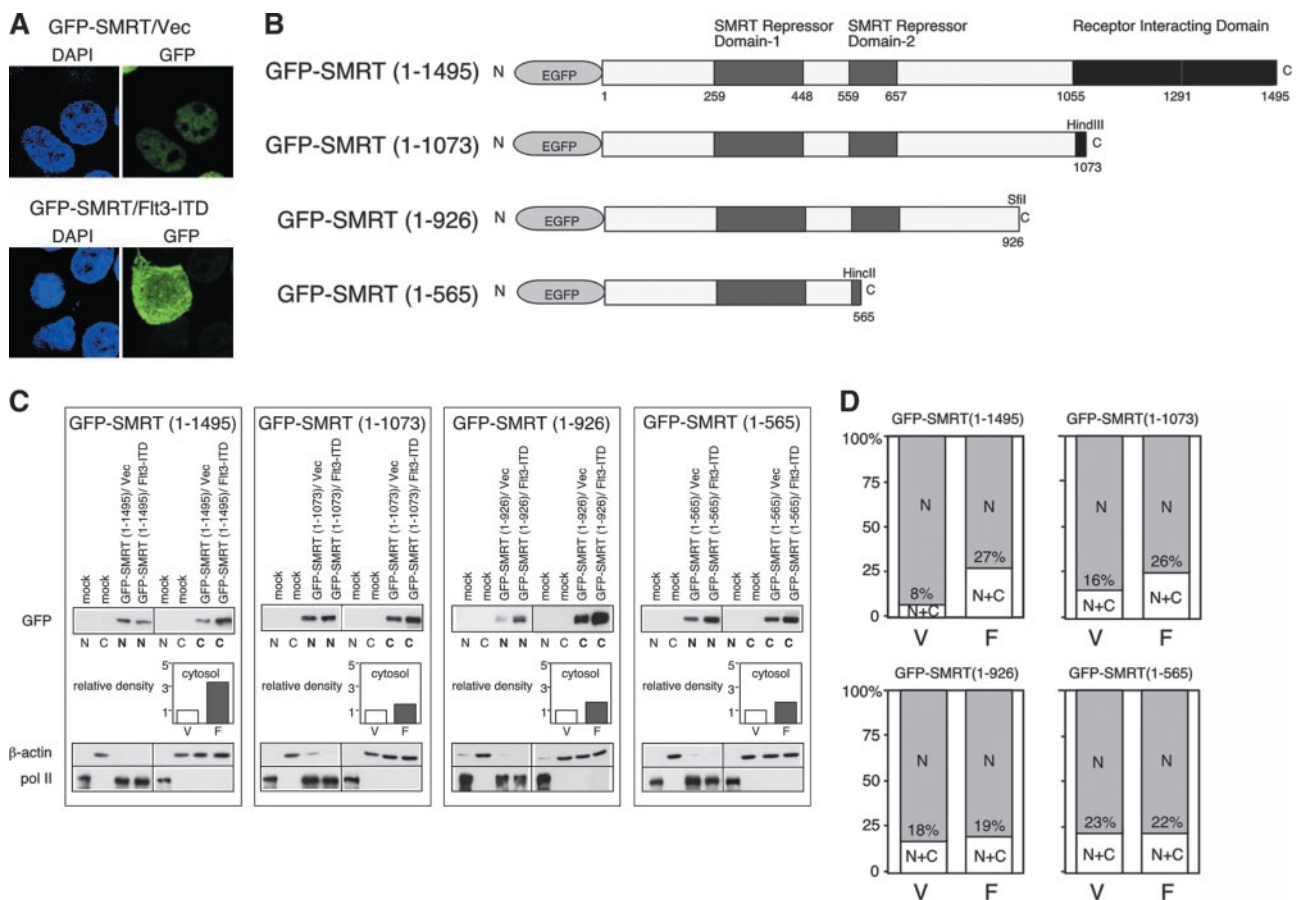 A
GFP-SMRT/Vec
DAPI GFP
GFP-SMRT/Flt3-ITD
DAPI GFP
B
SMRT Repressor Domain-1
SMRT Repressor Domain-2
Receptor Interacting Domain
GFP-SMRT (1-1495) N EGFP C
1 259 448 559 657 1055 1291 1495
HindIII
GFP-SMRT (1-1073) N EGFP C
1073
SfiI
GFP-SMRT (1-926) N EGFP C
926
HincII
GFP-SMRT (1-565) N EGFP C
565
C
GFP-SMRT (1-1495)
mock
mock
GFP-SMRT (1-1495)/ Vec
GFP-SMRT (1-1495)/ Flt3-ITD
mock
mock
GFP-SMRT (1-1495)/ Vec
GFP-SMRT (1-1495)/ Flt3-ITD
GFP
N C N N N C C C
relative density
5
3
1
cytosol
V F
β-actin
pol II
GFP-SMRT (1-1073)
mock
mock
GFP-SMRT (1-1073)/ Vec
GFP-SMRT (1-1073)/ Flt3-ITD
mock
mock
GFP-SMRT (1-1073)/ Vec
GFP-SMRT (1-1073)/ Flt3-ITD
N C N N N C C C
relative density
5
3
1
cytosol
V F
GFP-SMRT (1-926)
mock
mock
GFP-SMRT (1-926)/ Vec
GFP-SMRT (1-926)/ Flt3-ITD
mock
mock
GFP-SMRT (1-926)/ Vec
GFP-SMRT (1-926)/ Flt3-ITD
N C N N N C C C
relative density
5
3
1
cytosol
V F
GFP-SMRT (1-565)
mock
mock
GFP-SMRT (1-565)/ Vec
GFP-SMRT (1-565)/ Flt3-ITD
mock
mock
GFP-SMRT (1-565)/ Vec
GFP-SMRT (1-565)/ Flt3-ITD
N C N N N C C C
relative density
5
3
1
cytosol
V F
D
GFP-SMRT(1-1495)
100%
75
50
25
0
N N
8% 27%
N+C N+C
V F
GFP-SMRT(1-1073)
N N
16% 26%
N+C N+C
V F
GFP-SMRT(1-926)
100%
75
50
25
0
N N
18% 19%
N+C N+C
V F
GFP-SMRT(1-565)
N N
23% 22%
N+C N+C
V F